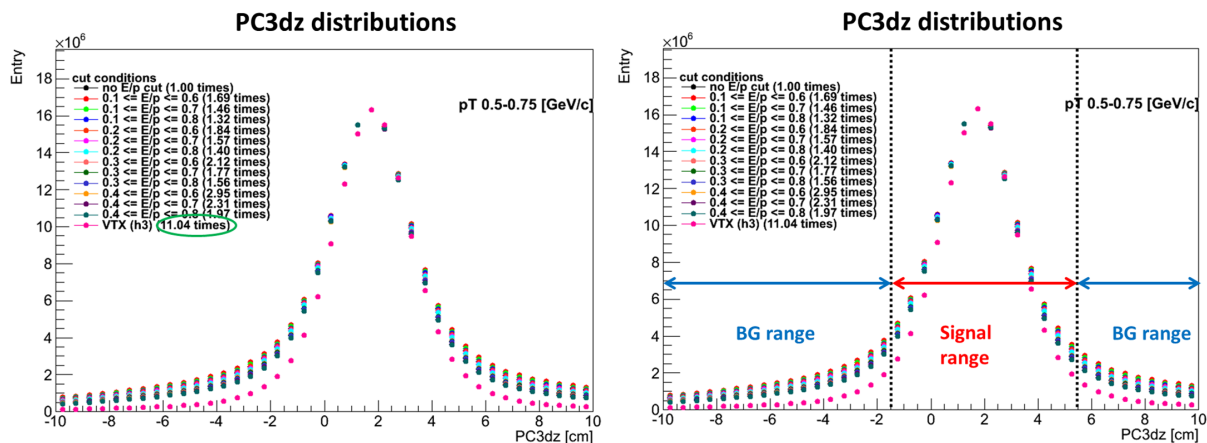 PC3dz distributions
×10⁶
Entry
18
16
14
12
10
8
6
4
2
0
cut conditions
no E/p cut (1.00 times)
0.1 <= E/p <= 0.6 (1.69 times)
0.1 <= E/p <= 0.7 (1.46 times)
0.1 <= E/p <= 0.8 (1.32 times)
0.2 <= E/p <= 0.6 (1.84 times)
0.2 <= E/p <= 0.7 (1.57 times)
0.2 <= E/p <= 0.8 (1.40 times)
0.3 <= E/p <= 0.6 (2.12 times)
0.3 <= E/p <= 0.7 (1.77 times)
0.3 <= E/p <= 0.8 (1.56 times)
0.4 <= E/p <= 0.6 (2.95 times)
0.4 <= E/p <= 0.7 (2.31 times)
0.4 <= E/p <= 0.8 (1.97 times)
VTX (h3) (11.04 times)
pT 0.5-0.75 [GeV/c]
-10 -8 -6 -4 -2 0 2 4 6 8 10
PC3dz [cm]
PC3dz distributions
×10⁶
Entry
18
16
14
12
10
8
6
4
2
0
cut conditions
no E/p cut (1.00 times)
0.1 <= E/p <= 0.6 (1.69 times)
0.1 <= E/p <= 0.7 (1.46 times)
0.1 <= E/p <= 0.8 (1.32 times)
0.2 <= E/p <= 0.6 (1.84 times)
0.2 <= E/p <= 0.7 (1.57 times)
0.2 <= E/p <= 0.8 (1.40 times)
0.3 <= E/p <= 0.6 (2.12 times)
0.3 <= E/p <= 0.7 (1.77 times)
0.3 <= E/p <= 0.8 (1.56 times)
0.4 <= E/p <= 0.6 (2.95 times)
0.4 <= E/p <= 0.7 (2.31 times)
0.4 <= E/p <= 0.8 (1.97 times)
VTX (h3) (11.04 times)
pT 0.5-0.75 [GeV/c]
BG range
Signal
range
BG range
-10 -8 -6 -4 -2 0 2 4 6 8 10
PC3dz [cm]